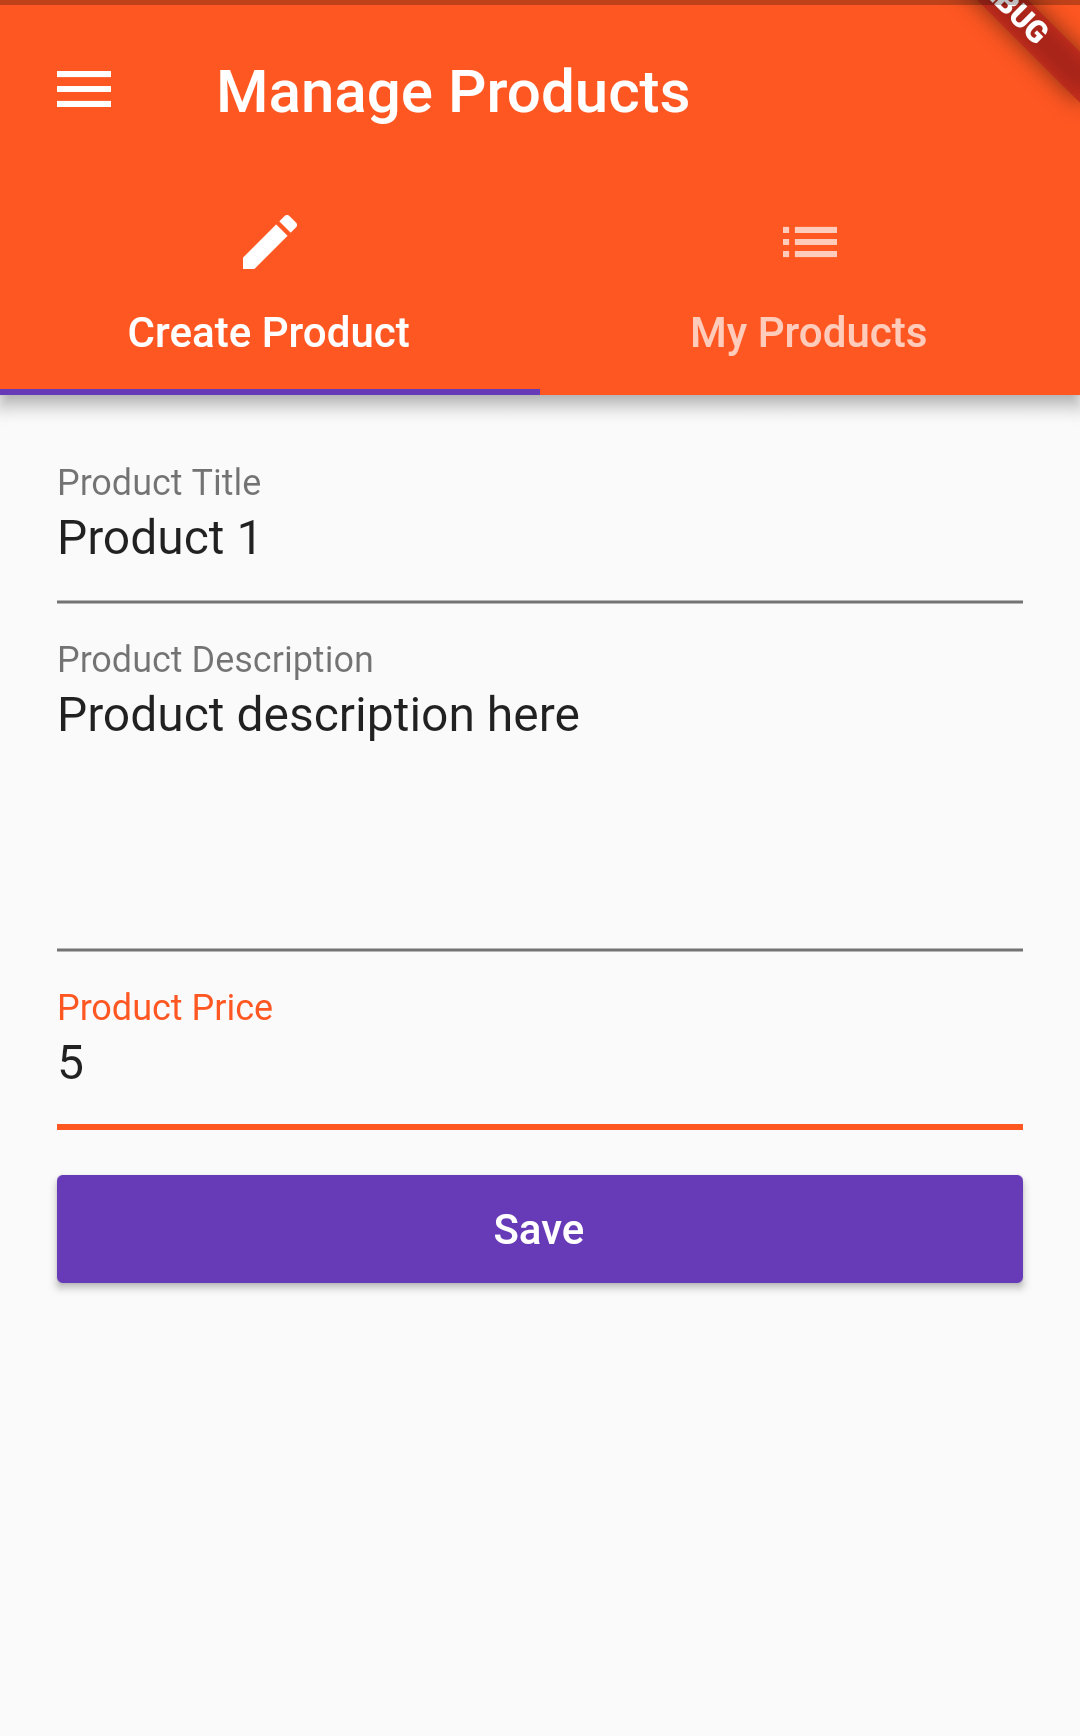 Manage Products
Create Product
My Products
Product Title
Product 1
Product Description
Product description here
Product Price
5
Save